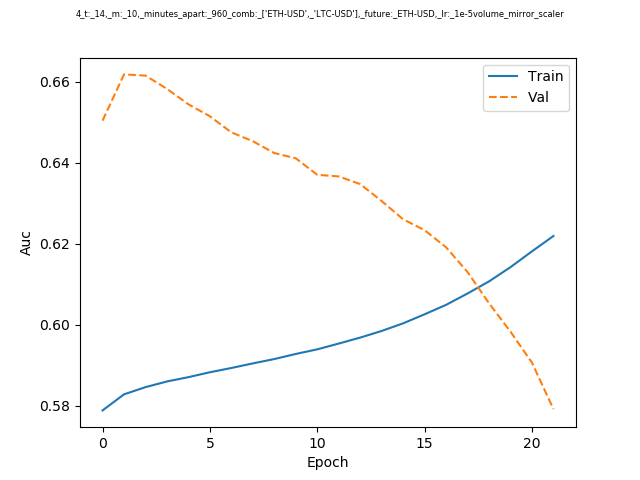 4_t:_14,_m:_10,_minutes_apart:_960_comb:_['ETH-USD',_'LTC-USD'],_future:_ETH-USD,_lr:_1e-5volume_mirror_scaler
Train
Val
0.66
0.64
0.62
0.60
0.58
Auc
0
5
10
15
20
Epoch